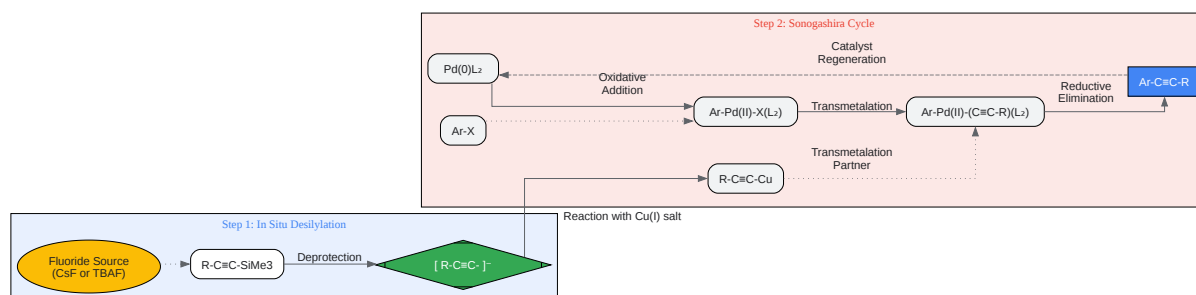 Step 2: Sonogashira Cycle
Catalyst
Regeneration
Pd(0)L₂
Oxidative
Addition
Ar-C≡C-R
Reductive
Elimination
Ar-Pd(II)-X(L₂)
Transmetalation
Ar-Pd(II)-(C≡C-R)(L₂)
Ar-X
Transmetalation
Partner
R-C≡C-Cu
Reaction with Cu(I) salt
Step 1: In Situ Desilylation
Fluoride Source
(CsF or TBAF)
R-C≡C-SiMe3
Deprotection
[ R-C≡C- ]⁻